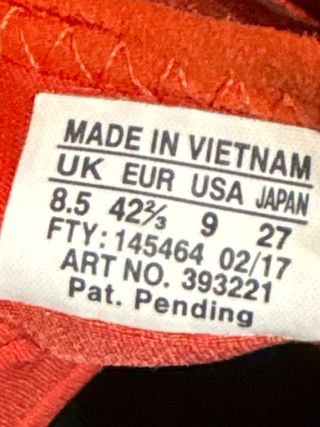 MADE IN VIETNAM
UK EUR USA JAPAN
8.5 42⅔ 9 27
FTY: 145464 02/17
ART NO. 393221
Pat. Pending